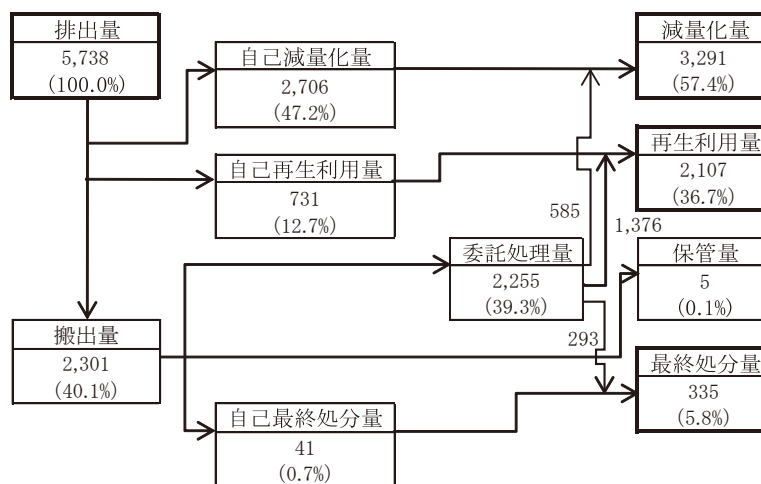 排出量
5,738
(100.0%)
自己減量化量
2,706
(47.2%)
減量化量
3,291
(57.4%)
自己再生利用量
731
(12.7%)
再生利用量
2,107
(36.7%)
585
1,376
委託処理量
2,255
(39.3%)
保管量
5
(0.1%)
搬出量
2,301
(40.1%)
293
最終処分量
335
(5.8%)
自己最終処分量
41
(0.7%)